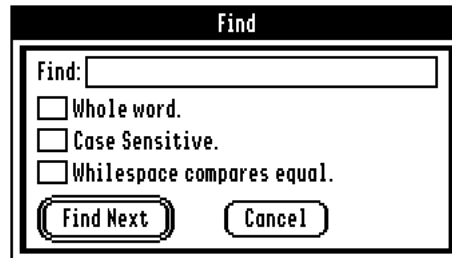 Find
Find:
Whole word.
Case Sensitive.
Whilespace compares equal.
Find Next
Cancel